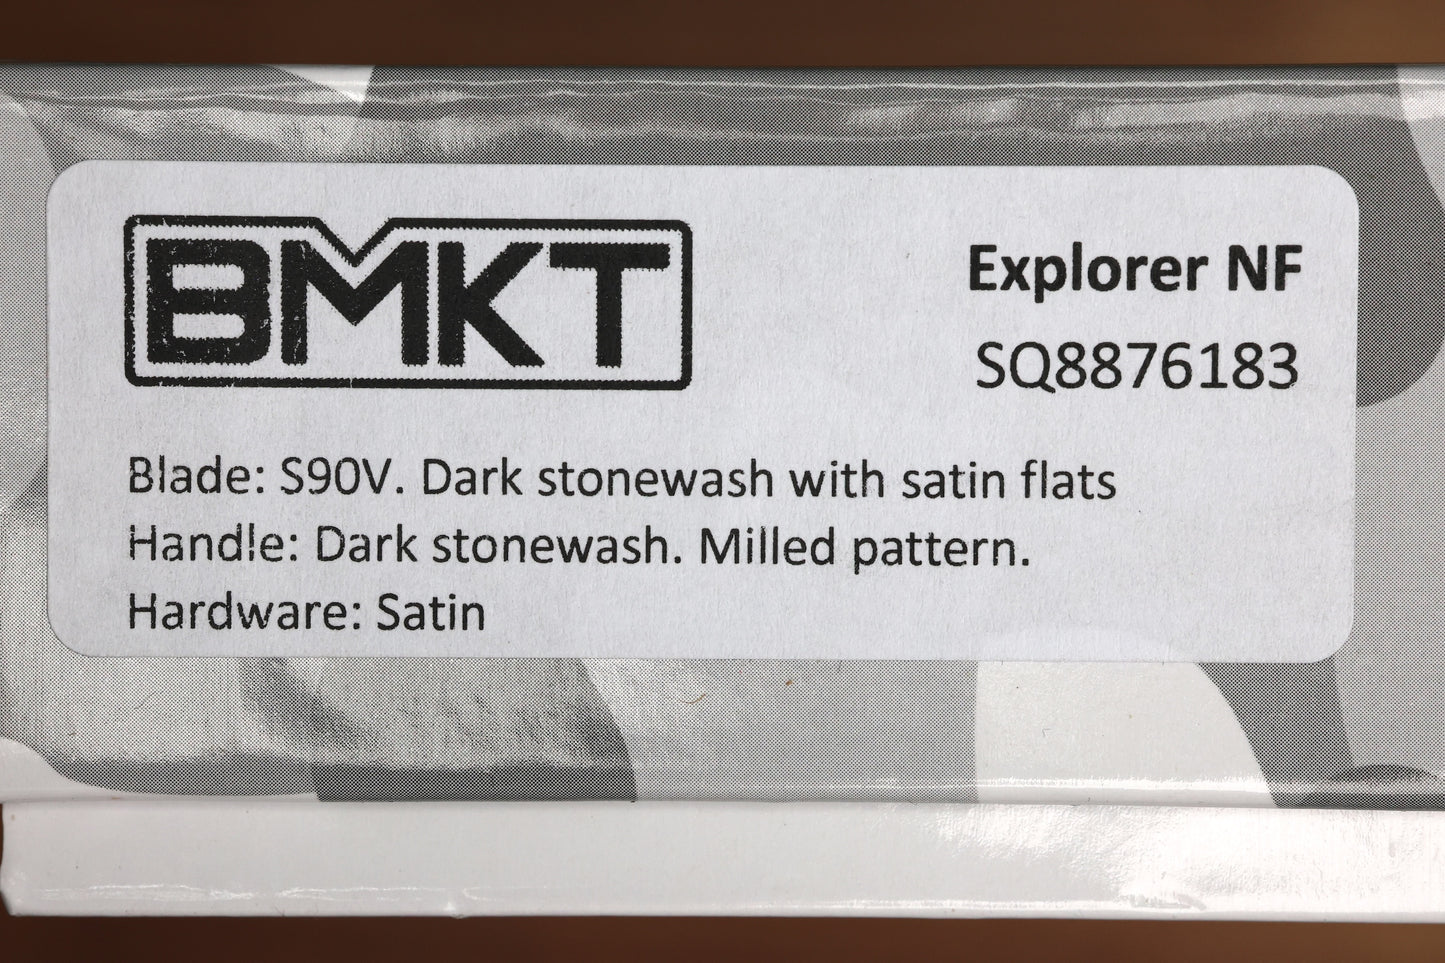 BMKT
Explorer NF
SQ8876183
Blade: S90V. Dark stonewash with satin flats
Handle: Dark stonewash. Milled pattern.
Hardware: Satin